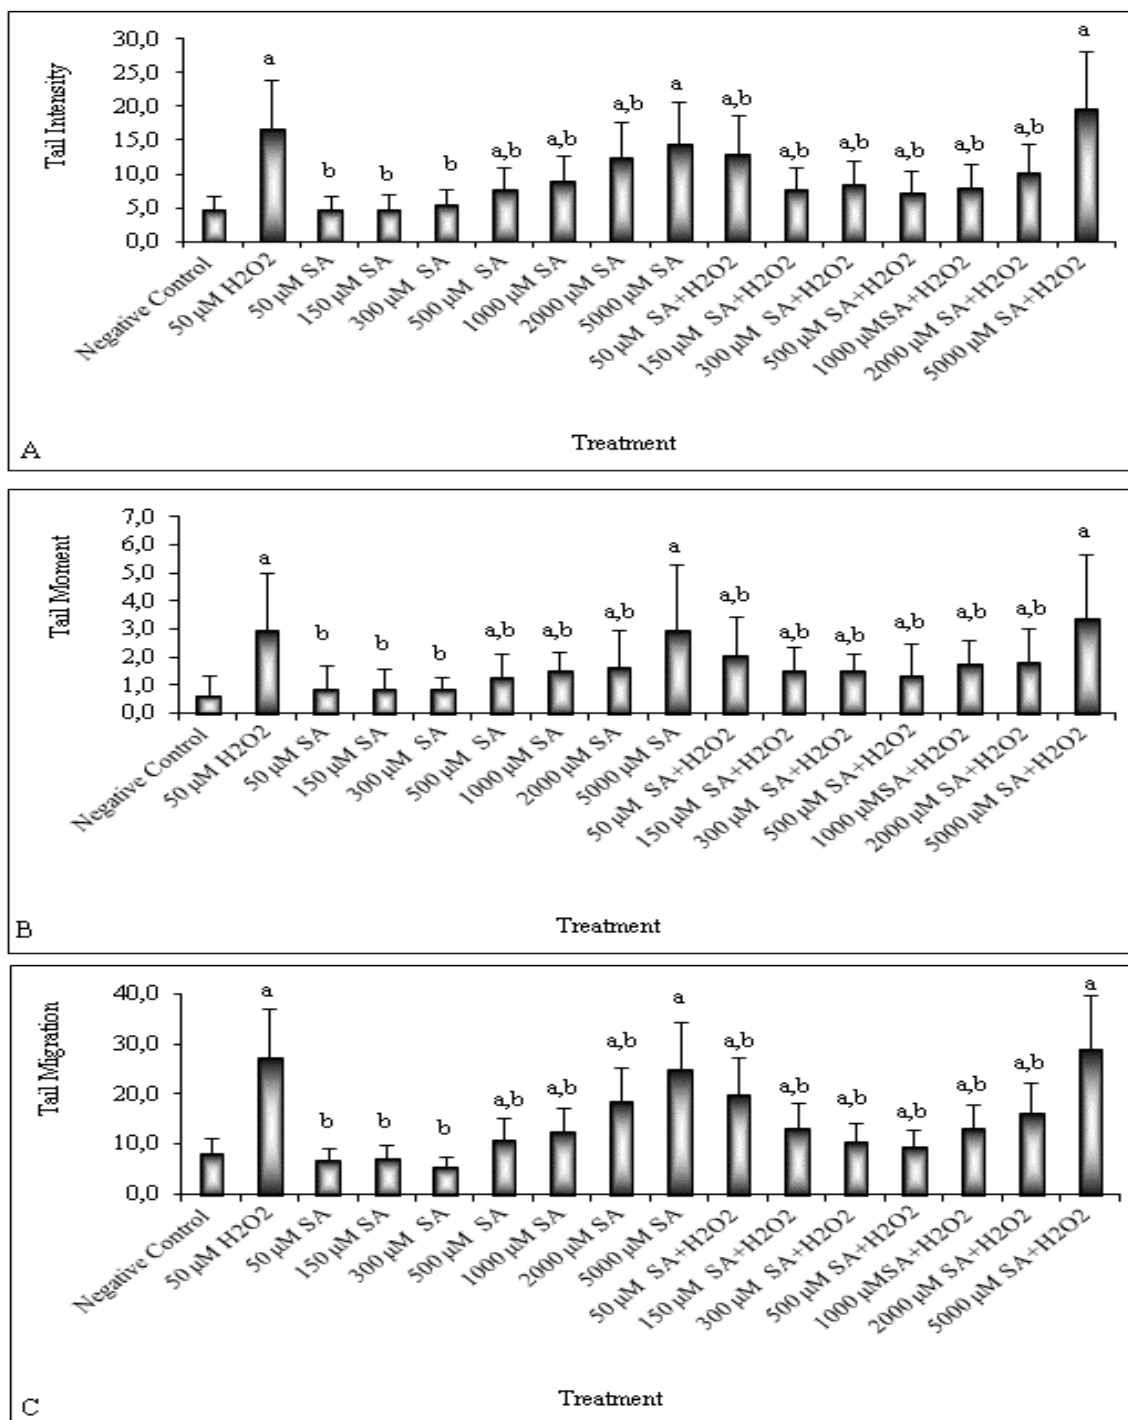 Tail Intensity
30,0
25,0
20,0
15,0
10,0
5,0
0,0
a
b
b
b
a,b
a,b
a,b
a
a,b
a,b
a,b
a,b
a,b
a,b
a
Negative Control
50 µM H2O2
50 µM SA
150 µM SA
300 µM SA
500 µM SA
1000 µM SA
2000 µM SA
5000 µM SA
50 µM SA+H2O2
150 µM SA+H2O2
300 µM SA+H2O2
500 µM SA+H2O2
1000 µMSA+H2O2
2000 µM SA+H2O2
5000 µM SA+H2O2
Treatment
A
Tail Moment
7,0
6,0
5,0
4,0
3,0
2,0
1,0
0,0
a
b
b
b
a,b
a,b
a,b
a
a,b
a,b
a,b
a,b
a,b
a,b
a
Negative Control
50 µM H2O2
50 µM SA
150 µM SA
300 µM SA
500 µM SA
1000 µM SA
2000 µM SA
5000 µM SA
50 µM SA+H2O2
150 µM SA+H2O2
300 µM SA+H2O2
500 µM SA+H2O2
1000 µMSA+H2O2
2000 µM SA+H2O2
5000 µM SA+H2O2
Treatment
B
Tail Migration
40,0
30,0
20,0
10,0
0,0
a
b
b
b
a,b
a,b
a,b
a
a,b
a,b
a,b
a,b
a,b
a,b
a
Negative Control
50 µM H2O2
50 µM SA
150 µM SA
300 µM SA
500 µM SA
1000 µM SA
2000 µM SA
5000 µM SA
50 µM SA+H2O2
150 µM SA+H2O2
300 µM SA+H2O2
500 µM SA+H2O2
1000 µMSA+H2O2
2000 µM SA+H2O2
5000 µM SA+H2O2
Treatment
C